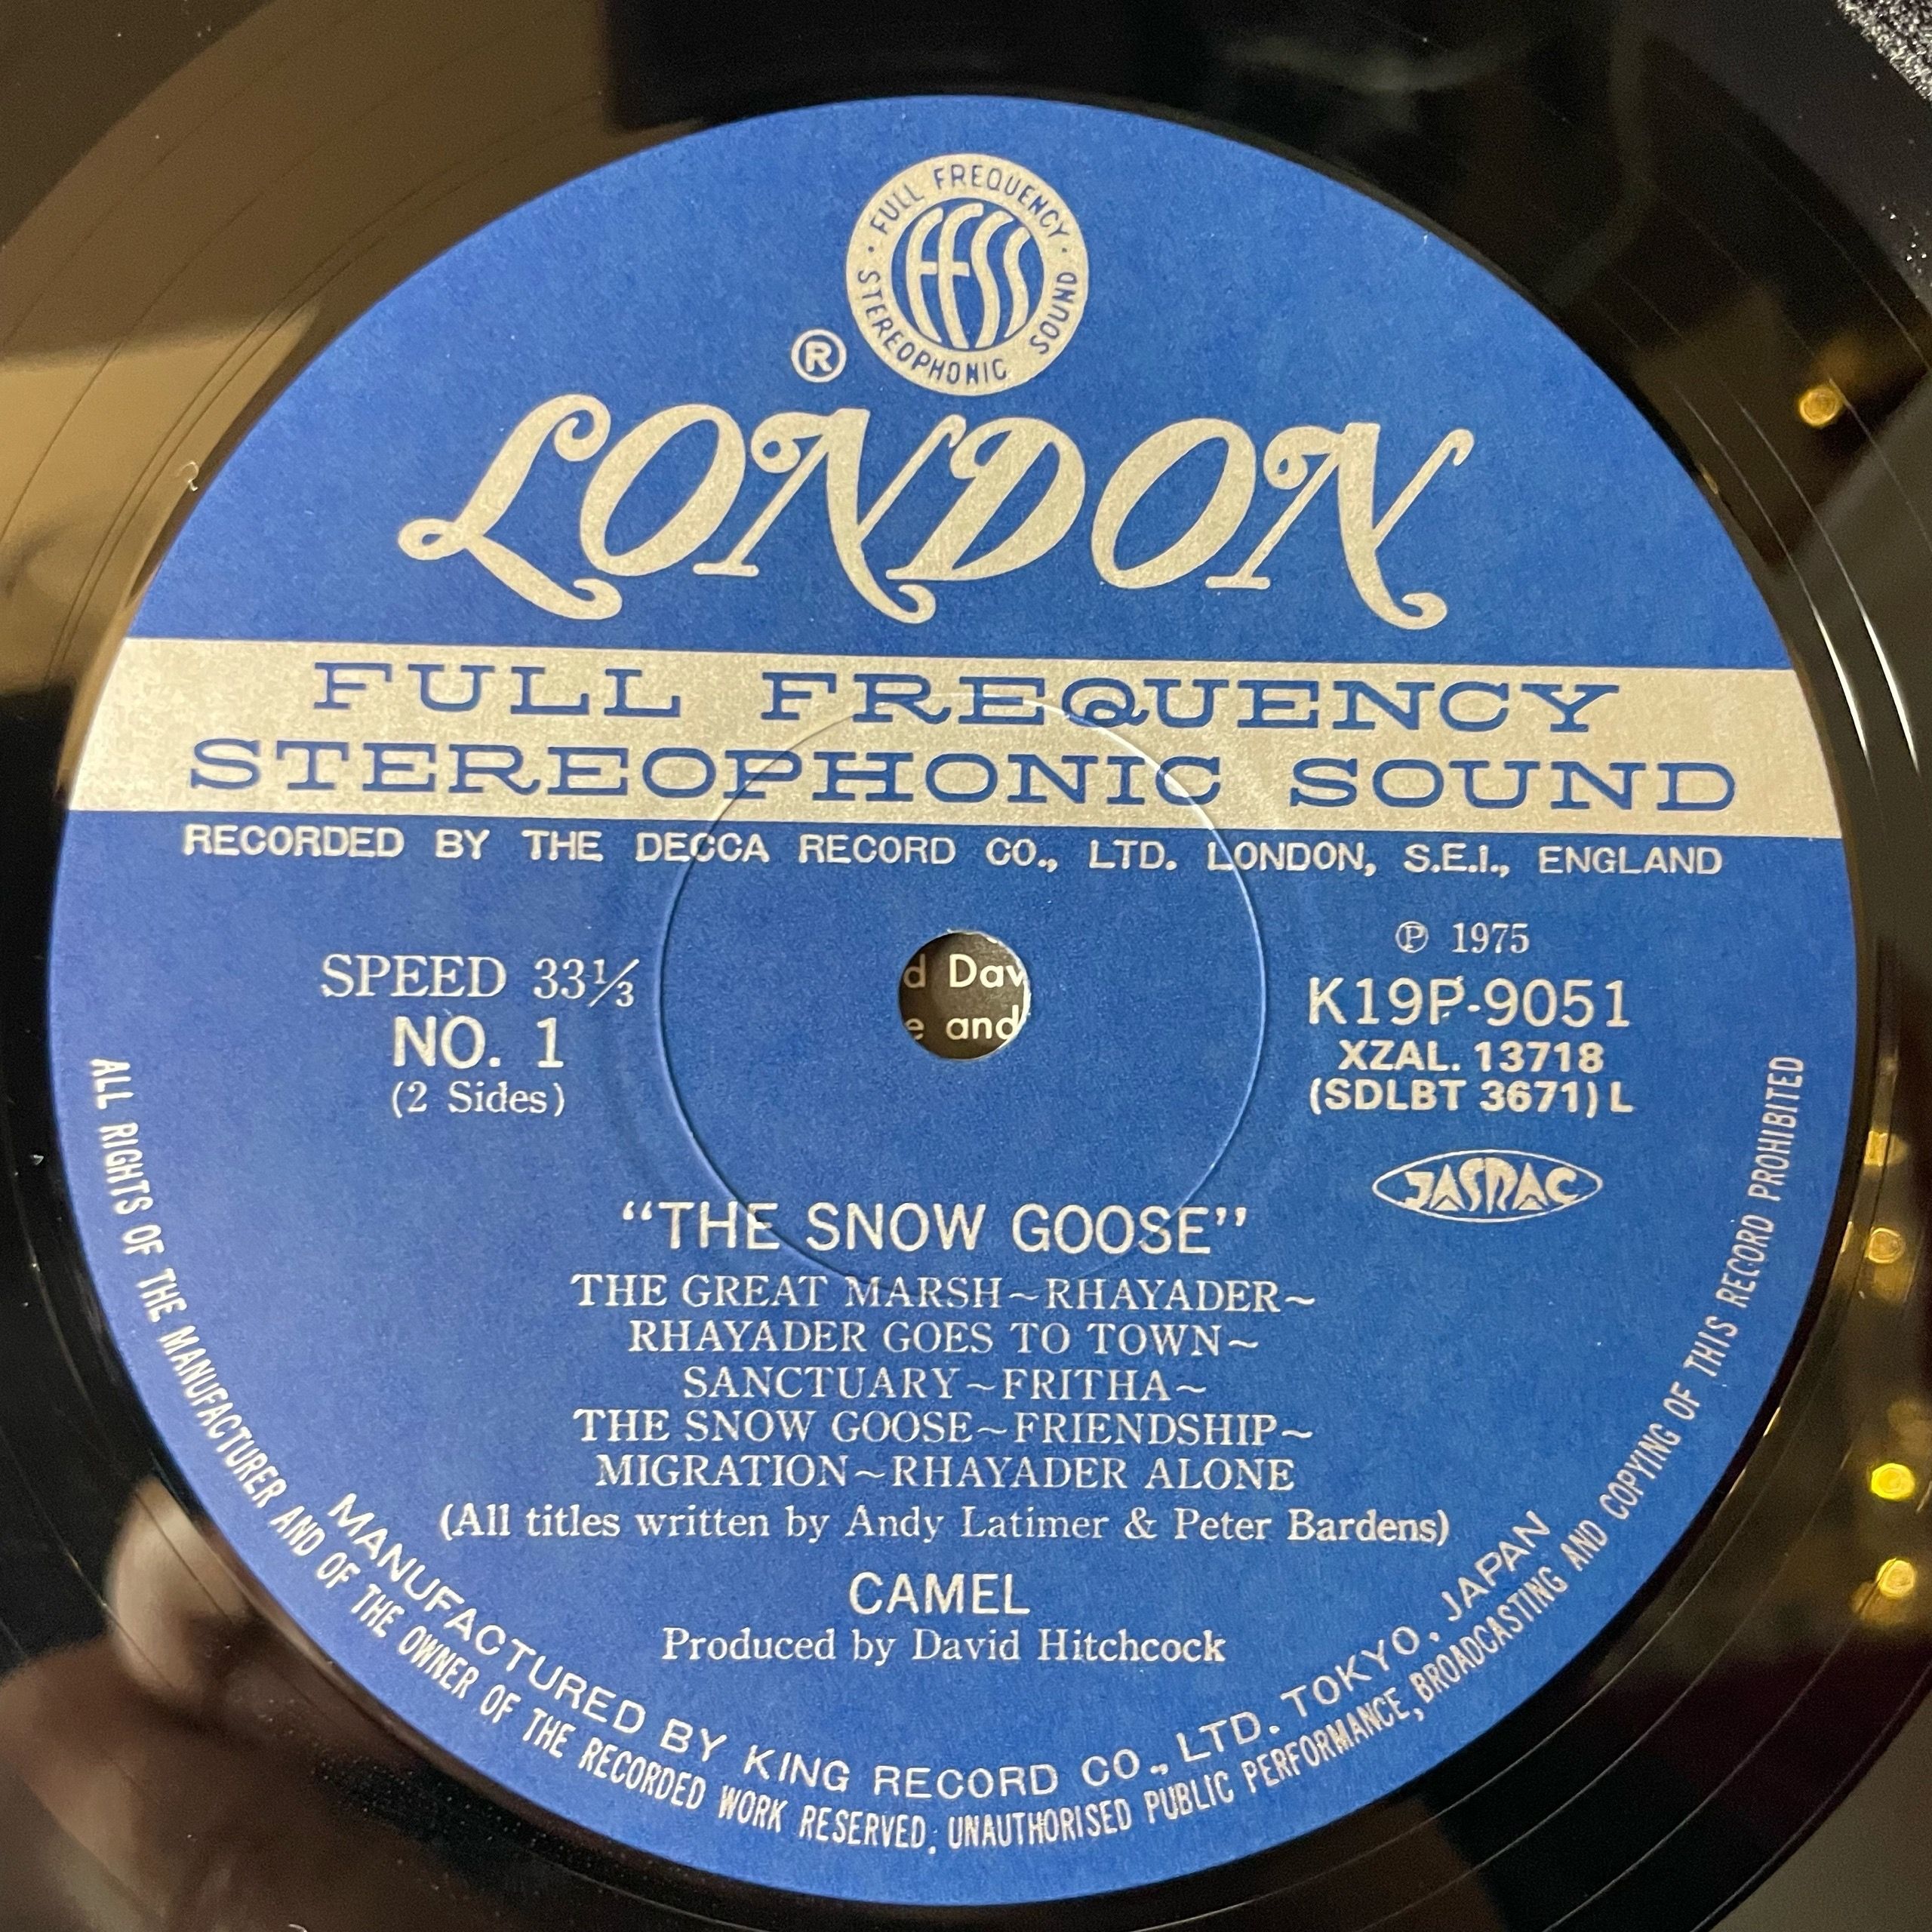 · FULL FREQUENCY ·
STEREOPHONIC SOUND
FFSS
®
LONDON
FULL FREQUENCY
STEREOPHONIC SOUND
RECORDED BY THE DECCA RECORD CO., LTD. LONDON, S.E.I., ENGLAND
SPEED 33⅓
NO. 1
(2 Sides)
d Dav
e and
℗ 1975
K19P-9051
XZAL. 13718
(SDLBT 3671) L
JASRAC
“THE SNOW GOOSE”
THE GREAT MARSH~RHAYADER~
RHAYADER GOES TO TOWN~
SANCTUARY~FRITHA~
THE SNOW GOOSE~FRIENDSHIP~
MIGRATION~RHAYADER ALONE
(All titles written by Andy Latimer & Peter Bardens)
CAMEL
Produced by David Hitchcock
MANUFACTURED BY KING RECORD CO., LTD. TOKYO. JAPAN
ALL RIGHTS OF THE MANUFACTURER AND OF THE OWNER OF THE RECORDED WORK RESERVED. UNAUTHORISED PUBLIC PERFORMANCE, BROADCASTING AND COPYING OF THIS RECORD PROHIBITED